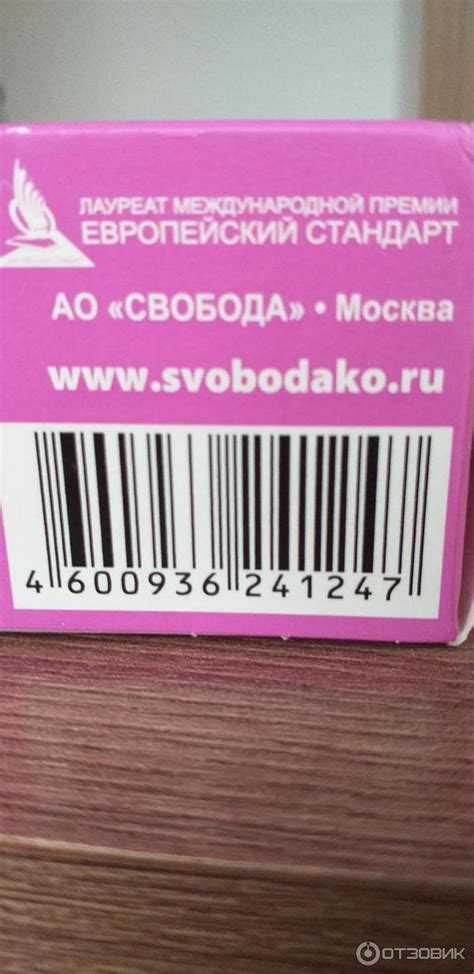 ЛАУРЕАТ МЕЖДУНАРОДНОЙ ПРЕМИИ
ЕВРОПЕЙСКИЙ СТАНДАРТ
АО «СВОБОДА» • Москва
www.svobodako.ru
4 600936 241247
ОТЗОВИК